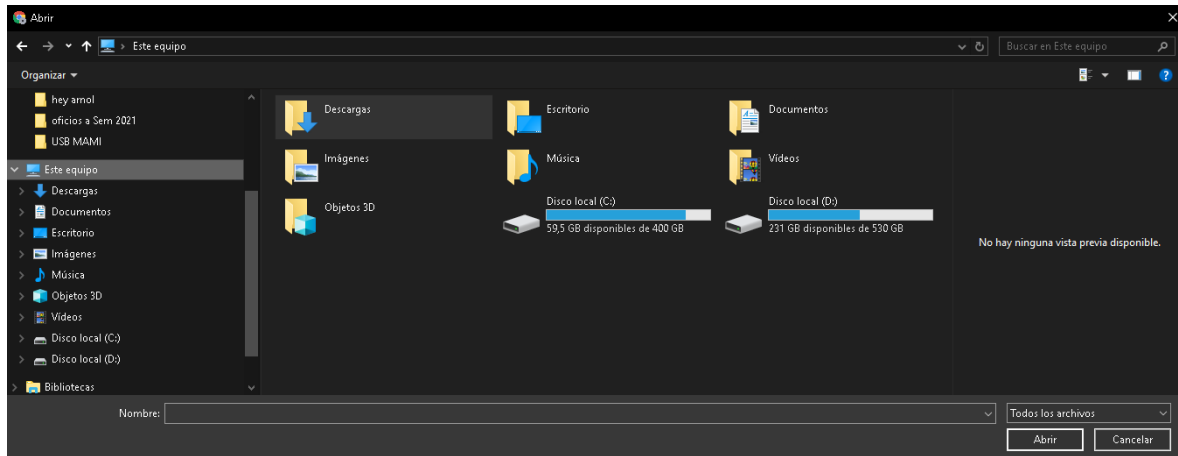 Abrir
Este equipo
Buscar en Este equipo
Organizar
hey arnol
oficios a Sem 2021
USB MAMI
Este equipo
Descargas
Documentos
Escritorio
Imágenes
Música
Objetos 3D
Vídeos
Disco local (C:)
Disco local (D:)
Bibliotecas
Descargas
Escritorio
Documentos
Imágenes
Música
Vídeos
Objetos 3D
Disco local (C:)
59,5 GB disponibles de 400 GB
Disco local (D:)
231 GB disponibles de 530 GB
No hay ninguna vista previa disponible.
Nombre:
Todos los archivos
Abrir
Cancelar